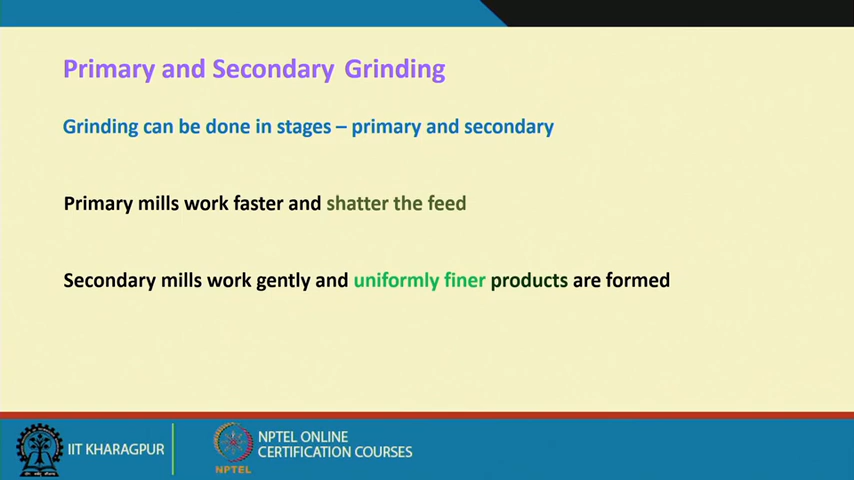 Primary and Secondary Grinding
Grinding can be done in stages – primary and secondary
Primary mills work faster and shatter the feed
Secondary mills work gently and uniformly finer products are formed
IIT KHARAGPUR
NPTEL
NPTEL ONLINE
CERTIFICATION COURSES